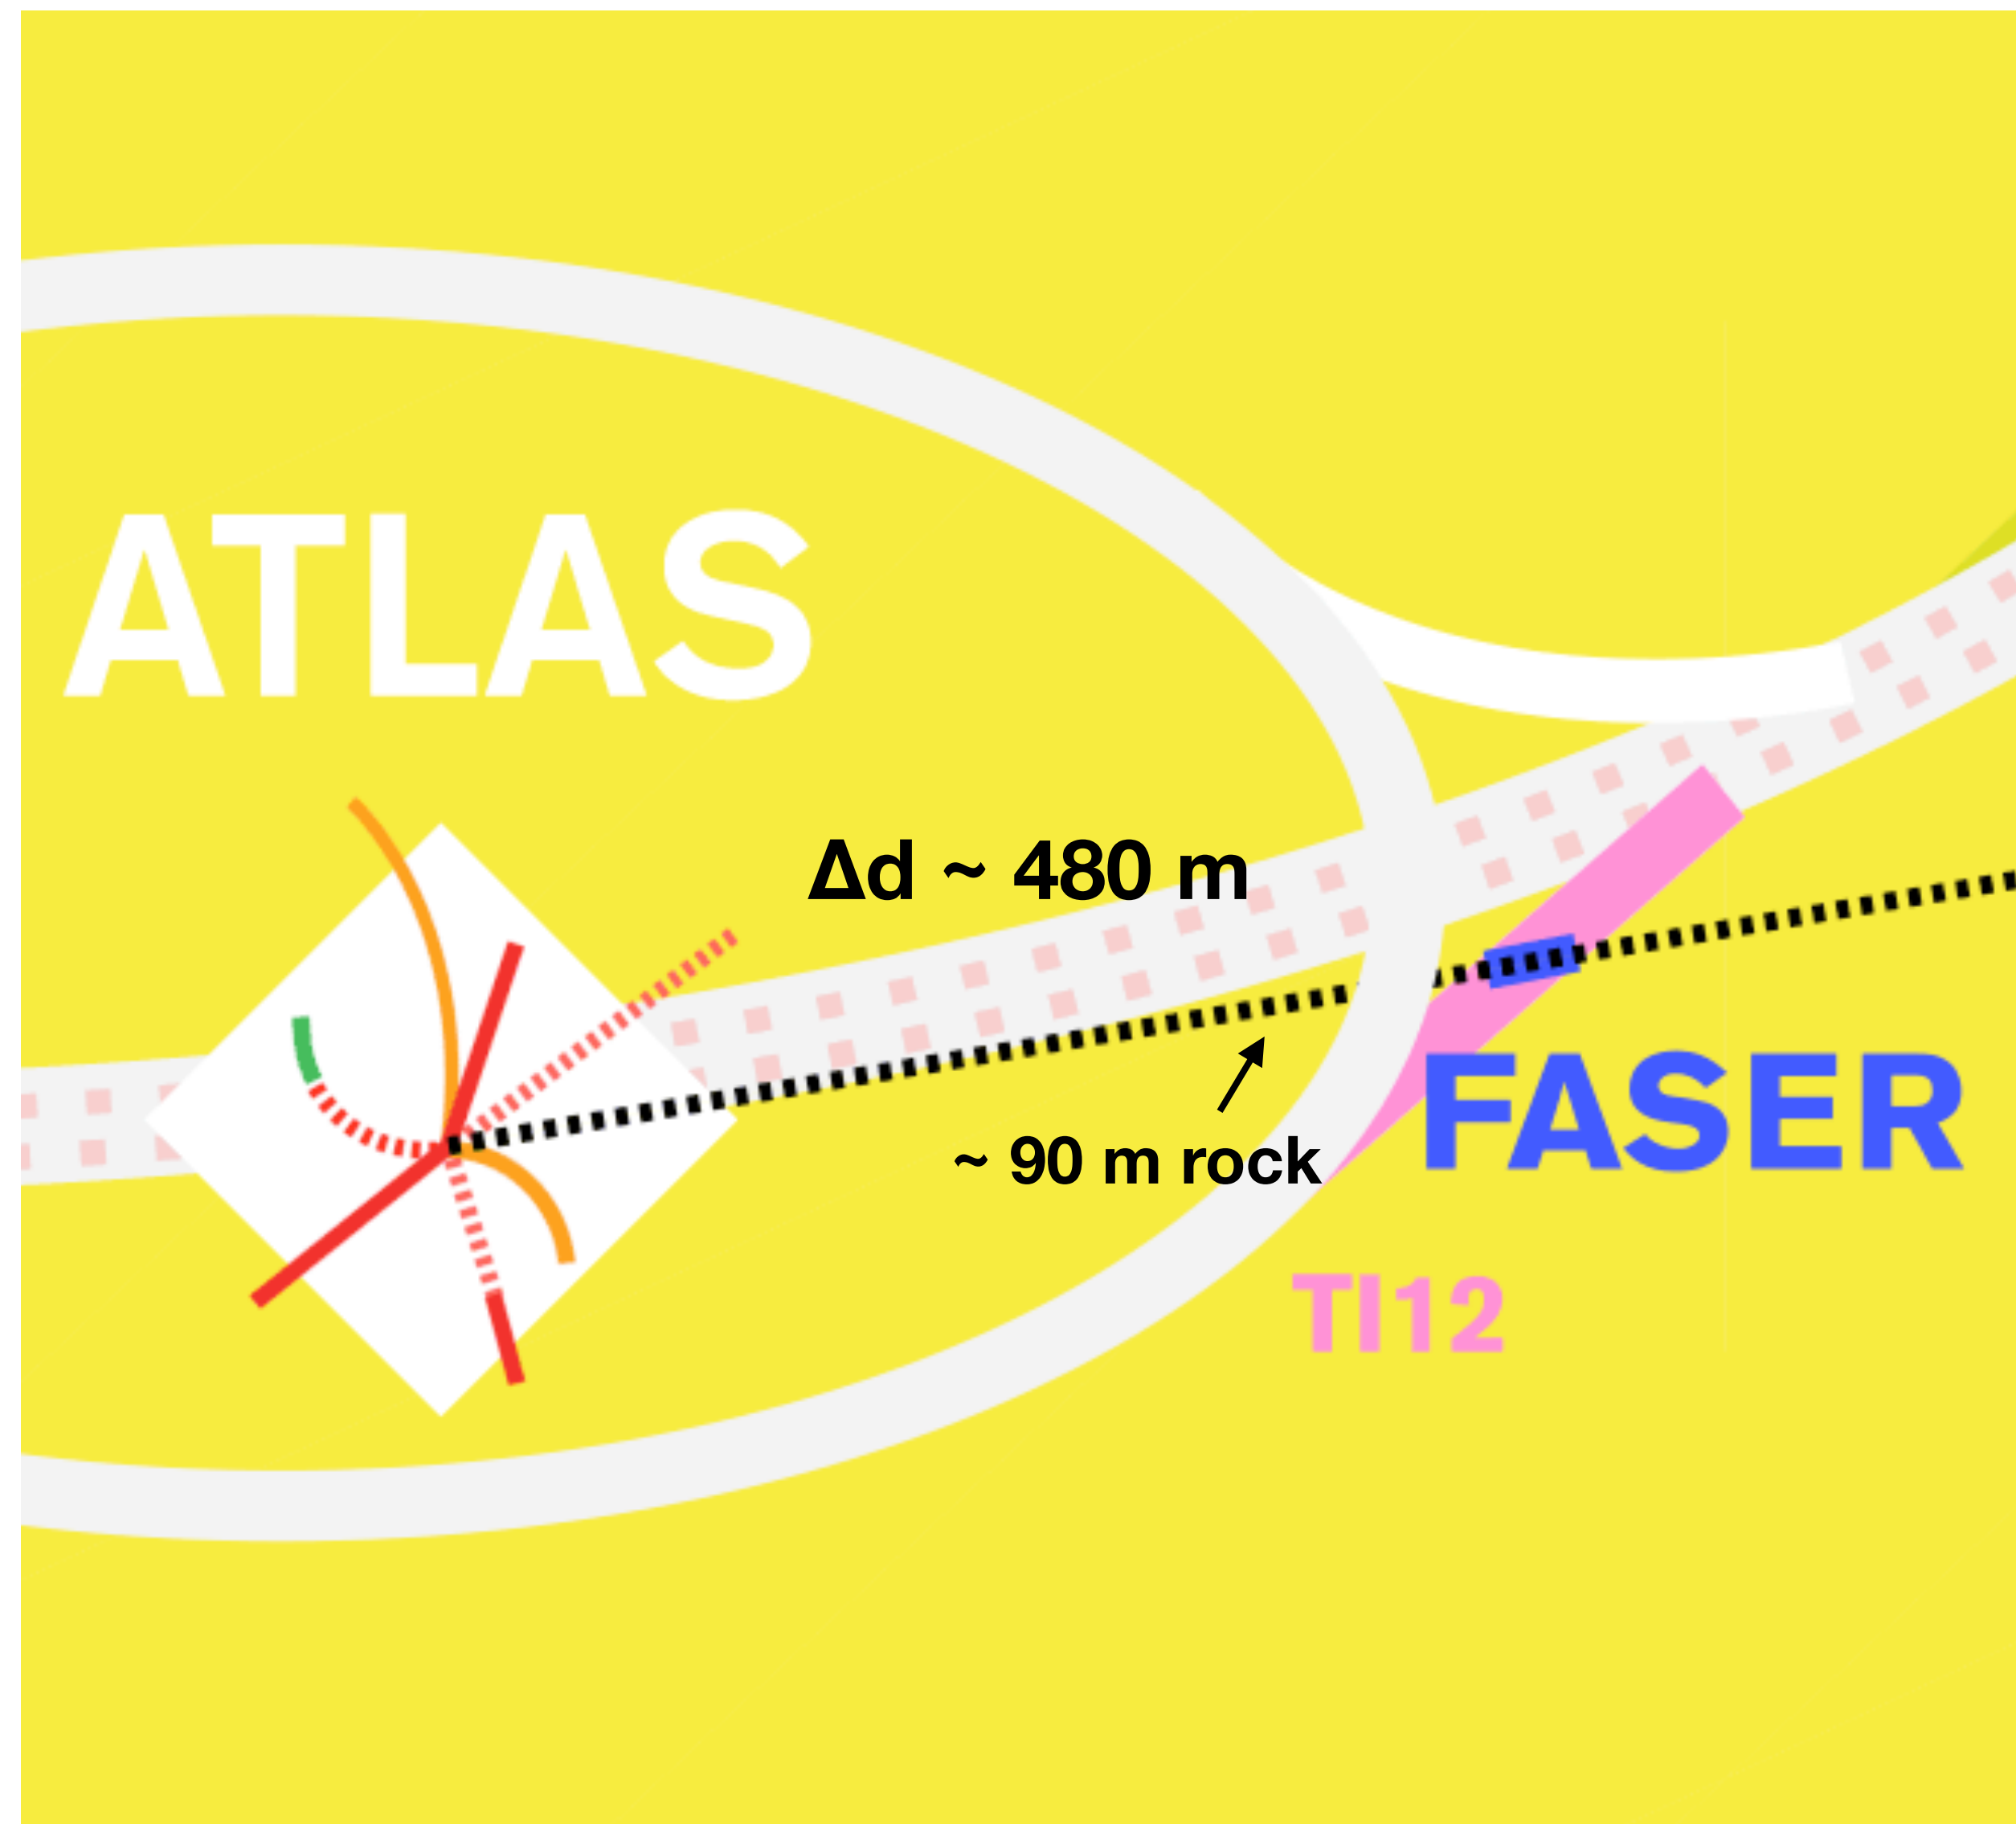 ATLAS
Δd ~ 480 m
~ 90 m rock
FASER
TI12